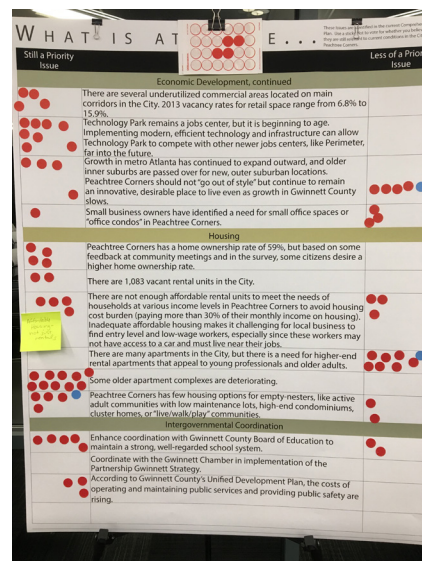 WHAT IS AT E...
These issues are identified in the current Comprehensive
Plan. Use a sticky dot to vote for whether you believe
they are still relevant to current conditions in the City of
Peachtree Corners.
Still a Priority
Issue
Less of a Prior
Issue
Economic Development, continued
There are several underutilized commercial areas located on main
corridors in the City. 2013 vacancy rates for retail space range from 6.8% to
15.9%.
Technology Park remains a jobs center, but it is beginning to age.
Implementing modern, efficient technology and infrastructure can allow
Technology Park to compete with other newer jobs centers, like Perimeter,
far into the future.
Growth in metro Atlanta has continued to expand outward, and older
inner suburbs are passed over for new, outer suburban locations.
Peachtree Corners should not "go out of style" but continue to remain
an innovative, desirable place to live even as growth in Gwinnett County
slows.
Small business owners have identified a need for small office spaces or
"office condos" in Peachtree Corners.
Housing
Peachtree Corners has a home ownership rate of 59%, but based on some
feedback at community meetings and in the survey, some citizens desire a
higher home ownership rate.
There are 1,083 vacant rental units in the City.
There are not enough affordable rental units to meet the needs of
households at various income levels in Peachtree Corners to avoid housing
cost burden (paying more than 30% of their monthly income on housing).
Inadequate affordable housing makes it challenging for local business to
find entry level and low-wage workers, especially since these workers may
not have access to a car and must live near their jobs.
There are many apartments in the City, but there is a need for higher-end
rental apartments that appeal to young professionals and older adults.
Some older apartment complexes are deteriorating.
Peachtree Corners has few housing options for empty-nesters, like active
adult communities with low maintenance lots, high-end condominiums,
cluster homes, or "live/walk/play" communities.
Intergovernmental Coordination
Enhance coordination with Gwinnett County Board of Education to
maintain a strong, well-regarded school system.
Coordinate with the Gwinnett Chamber in implementation of the
Partnership Gwinnett Strategy.
According to Gwinnett County's Unified Development Plan, the costs of
operating and maintaining public services and providing public safety are
rising.